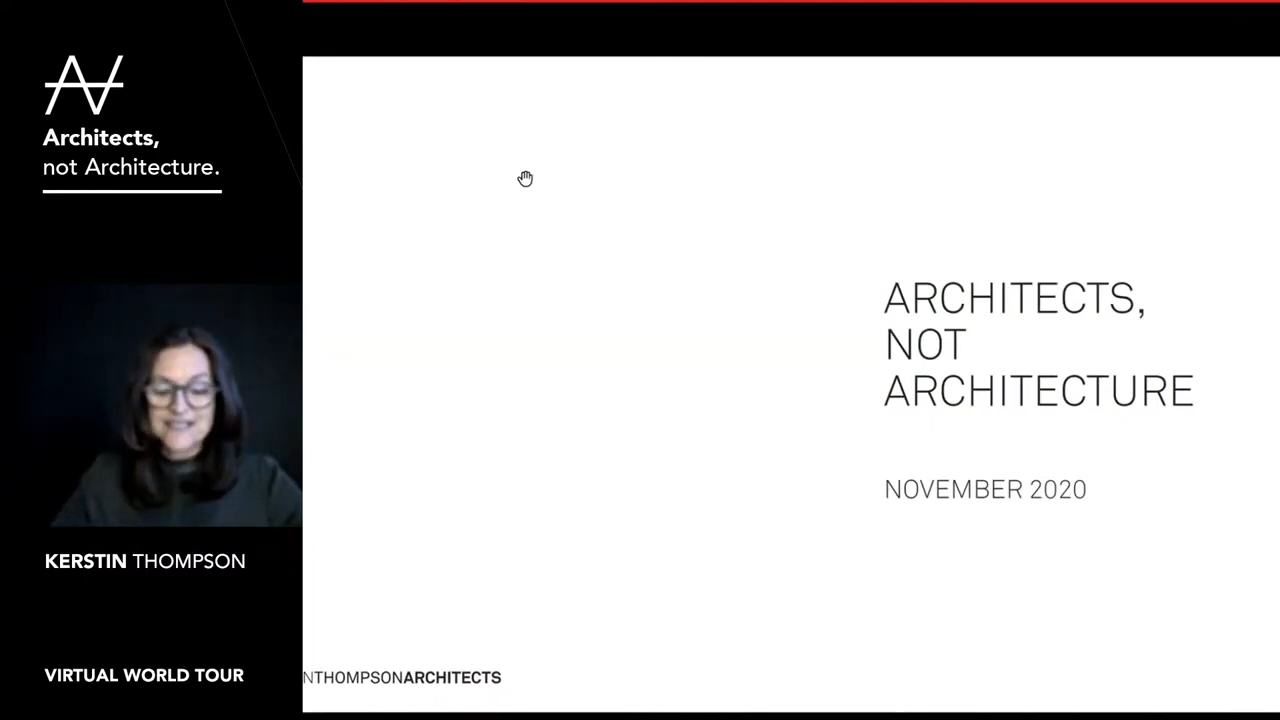 Architects,
not Architecture.
KERSTIN THOMPSON
VIRTUAL WORLD TOUR
ARCHITECTS,
NOT
ARCHITECTURE
NOVEMBER 2020
NTHOMPSONARCHITECTS